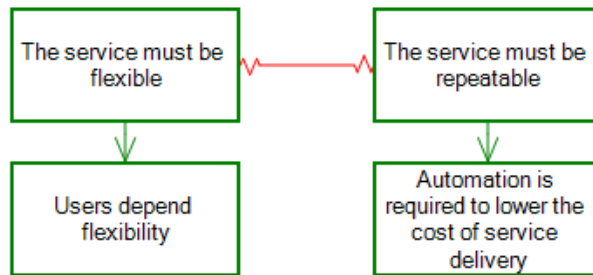 The service must be
flexible
The service must be
repeatable
Users depend
flexibility
Automation is
required to lower the
cost of service
delivery